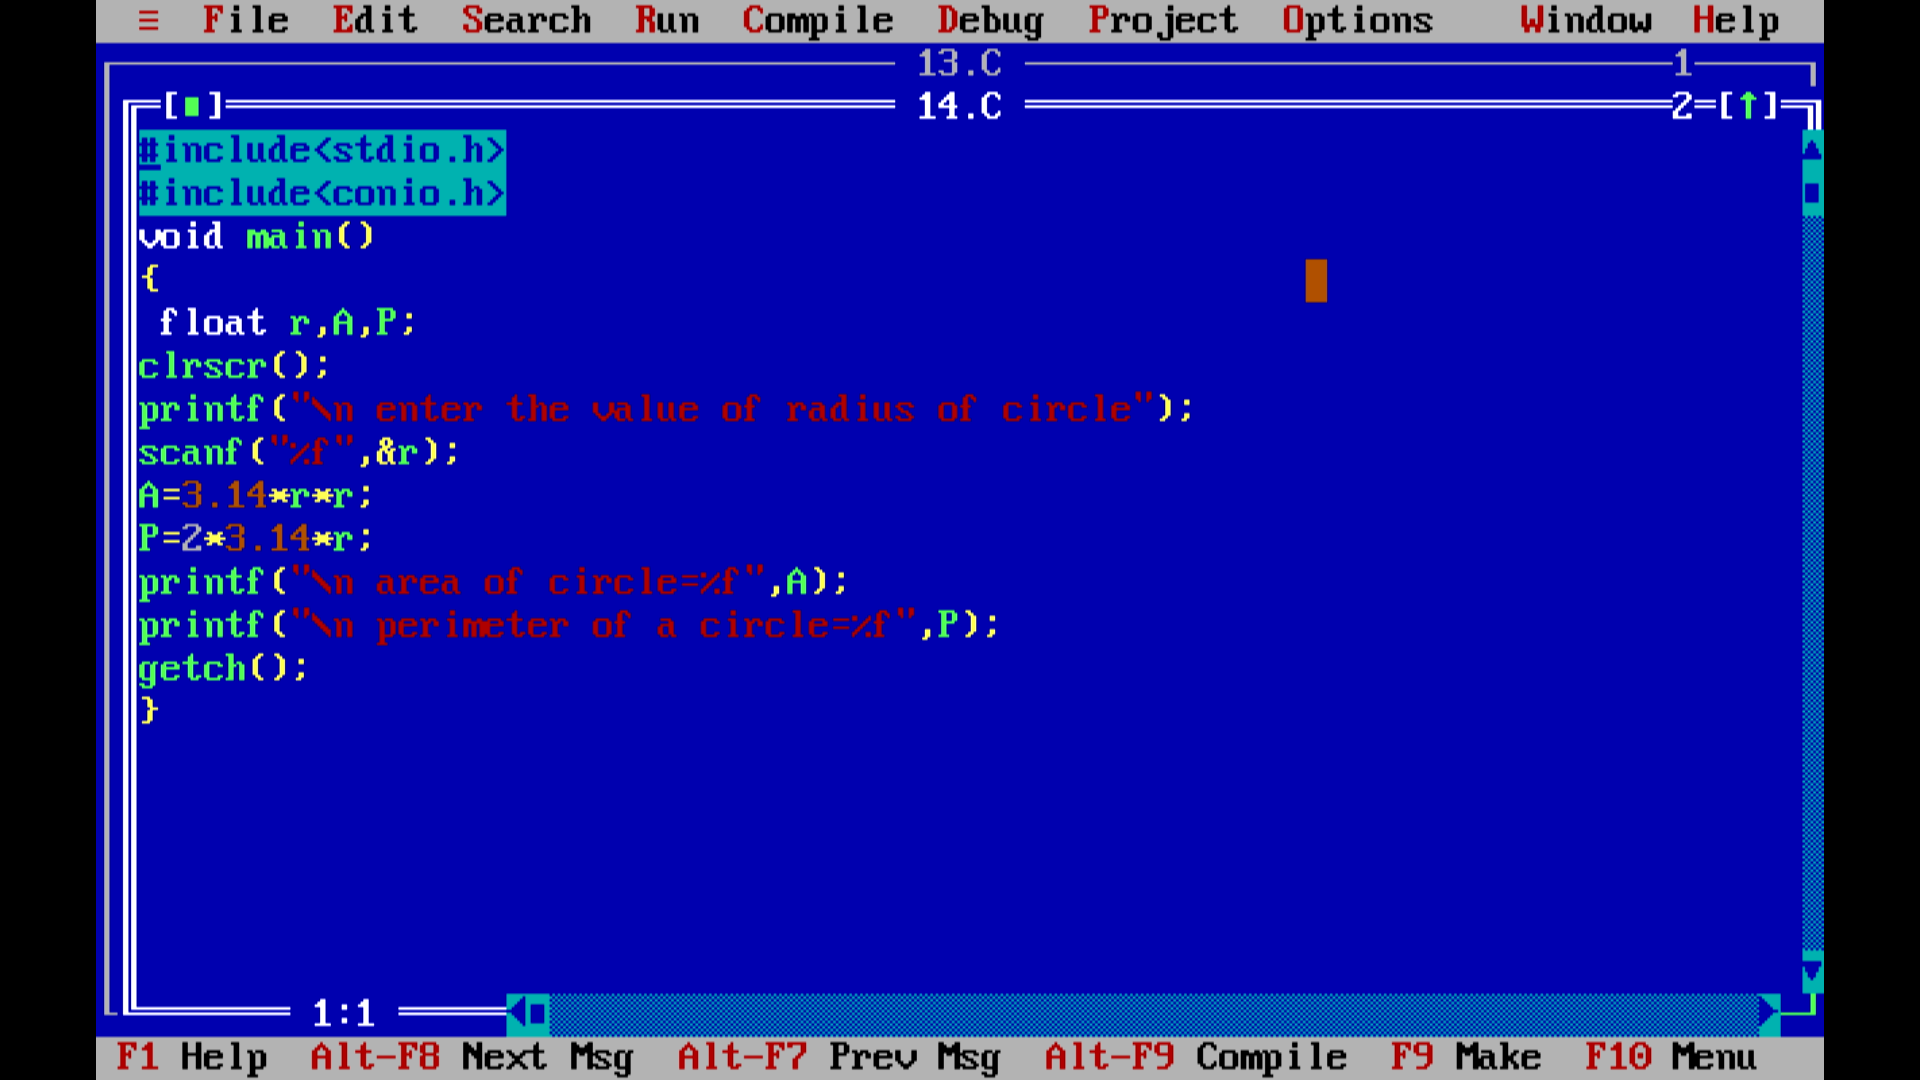 ≡ File Edit Search Run Compile Debug Project Options Window Help
13.C 1
[■] 14.C 2=[↑]
#include<stdio.h>
#include<conio.h>
void main()
{
 float r,A,P;
clrscr();
printf("\n enter the value of radius of circle");
scanf("%f",&r);
A=3.14*r*r;
P=2*3.14*r;
printf("\n area of circle=%f",A);
printf("\n perimeter of a circle=%f",P);
getch();
}
1:1
F1 Help Alt-F8 Next Msg Alt-F7 Prev Msg Alt-F9 Compile F9 Make F10 Menu